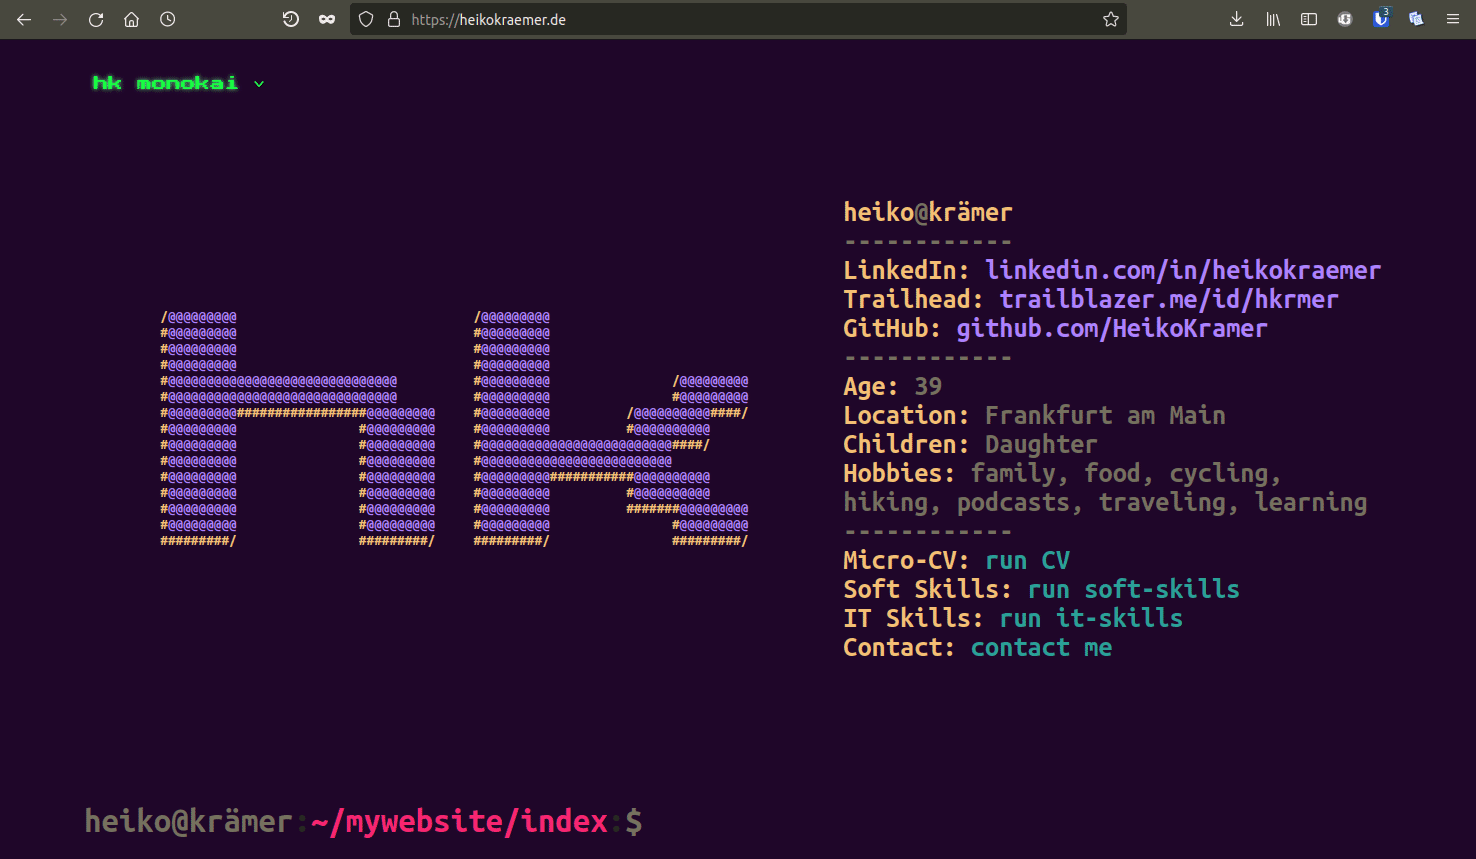 https://heikokraemer.de
3
hk monokai
hk
heiko@krämer
------------
LinkedIn: linkedin.com/in/heikokraemer
Trailhead: trailblazer.me/id/hkrmer
GitHub: github.com/HeikoKramer
------------
Age: 39
Location: Frankfurt am Main
Children: Daughter
Hobbies: family, food, cycling,
hiking, podcasts, traveling, learning
------------
Micro-CV: run CV
Soft Skills: run soft-skills
IT Skills: run it-skills
Contact: contact me
heiko@krämer:~/mywebsite/index:$